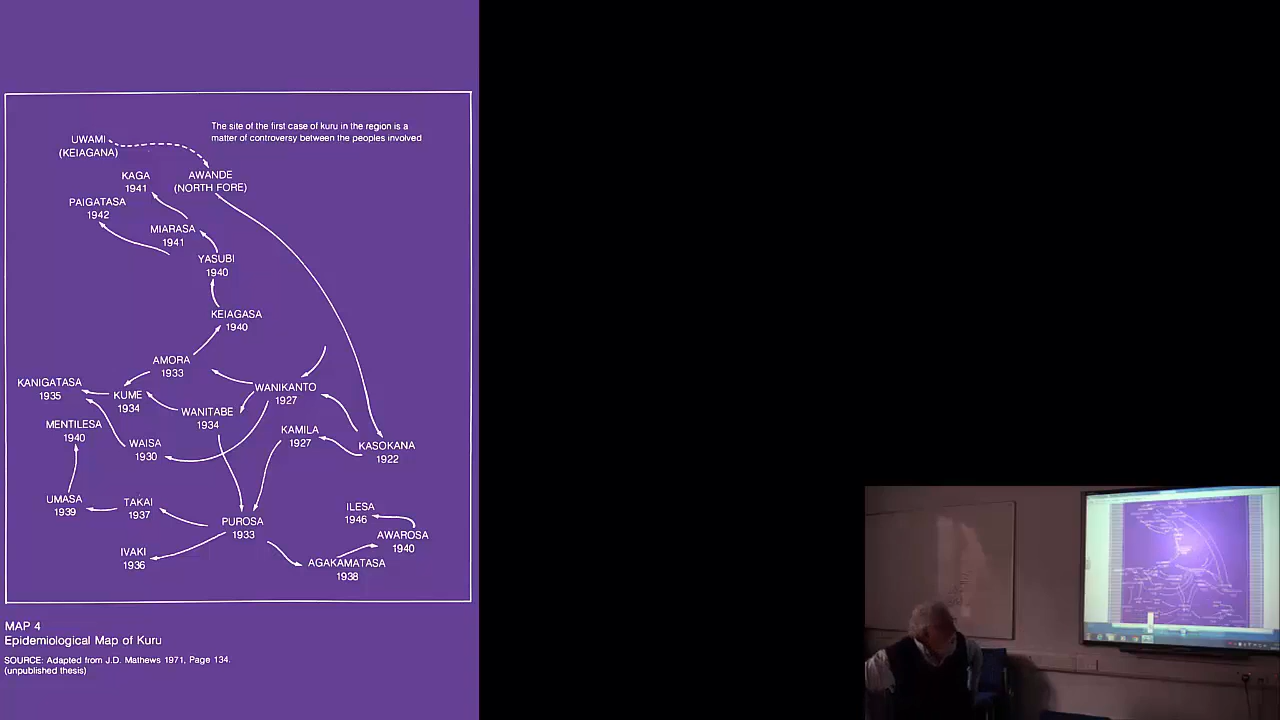 The site of the first case of kuru in the region is a
matter of controversy between the peoples involved
UWAMI
(KEIAGANA)
KAGA
1941
AWANDE
(NORTH FORE)
PAIGATASA
1942
MIARASA
1941
YASUBI
1940
KEIAGASA
1940
AMORA
1933
KANIGATASA
1935
KUME
1934
WANIKANTO
1927
WANITABE
1934
MENTILESA
1940
WAISA
1930
KAMILA
1927
KASOKANA
1922
UMASA
1939
TAKAI
1937
PUROSA
1933
ILESA
1946
AWAROSA
1940
IVAKI
1936
AGAKAMATASA
1938
MAP 4
Epidemiological Map of Kuru
SOURCE: Adapted from J.D. Mathews 1971, Page 134.
(unpublished thesis)